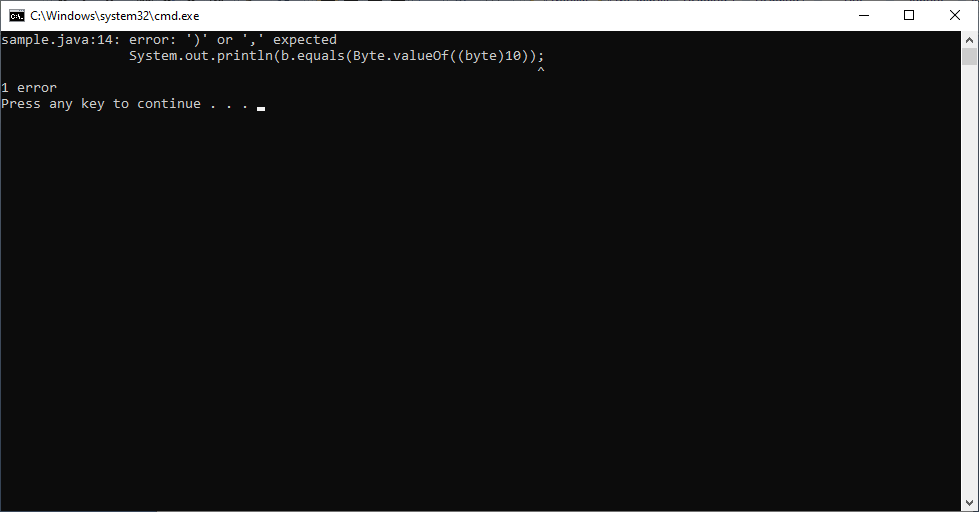 C:\Windows\system32\cmd.exe
sample.java:14: error: ')' or ',' expected
                System.out.println(b.equals(Byte.valueOf((byte)10));
                                                                   ^
1 error
Press any key to continue . . .